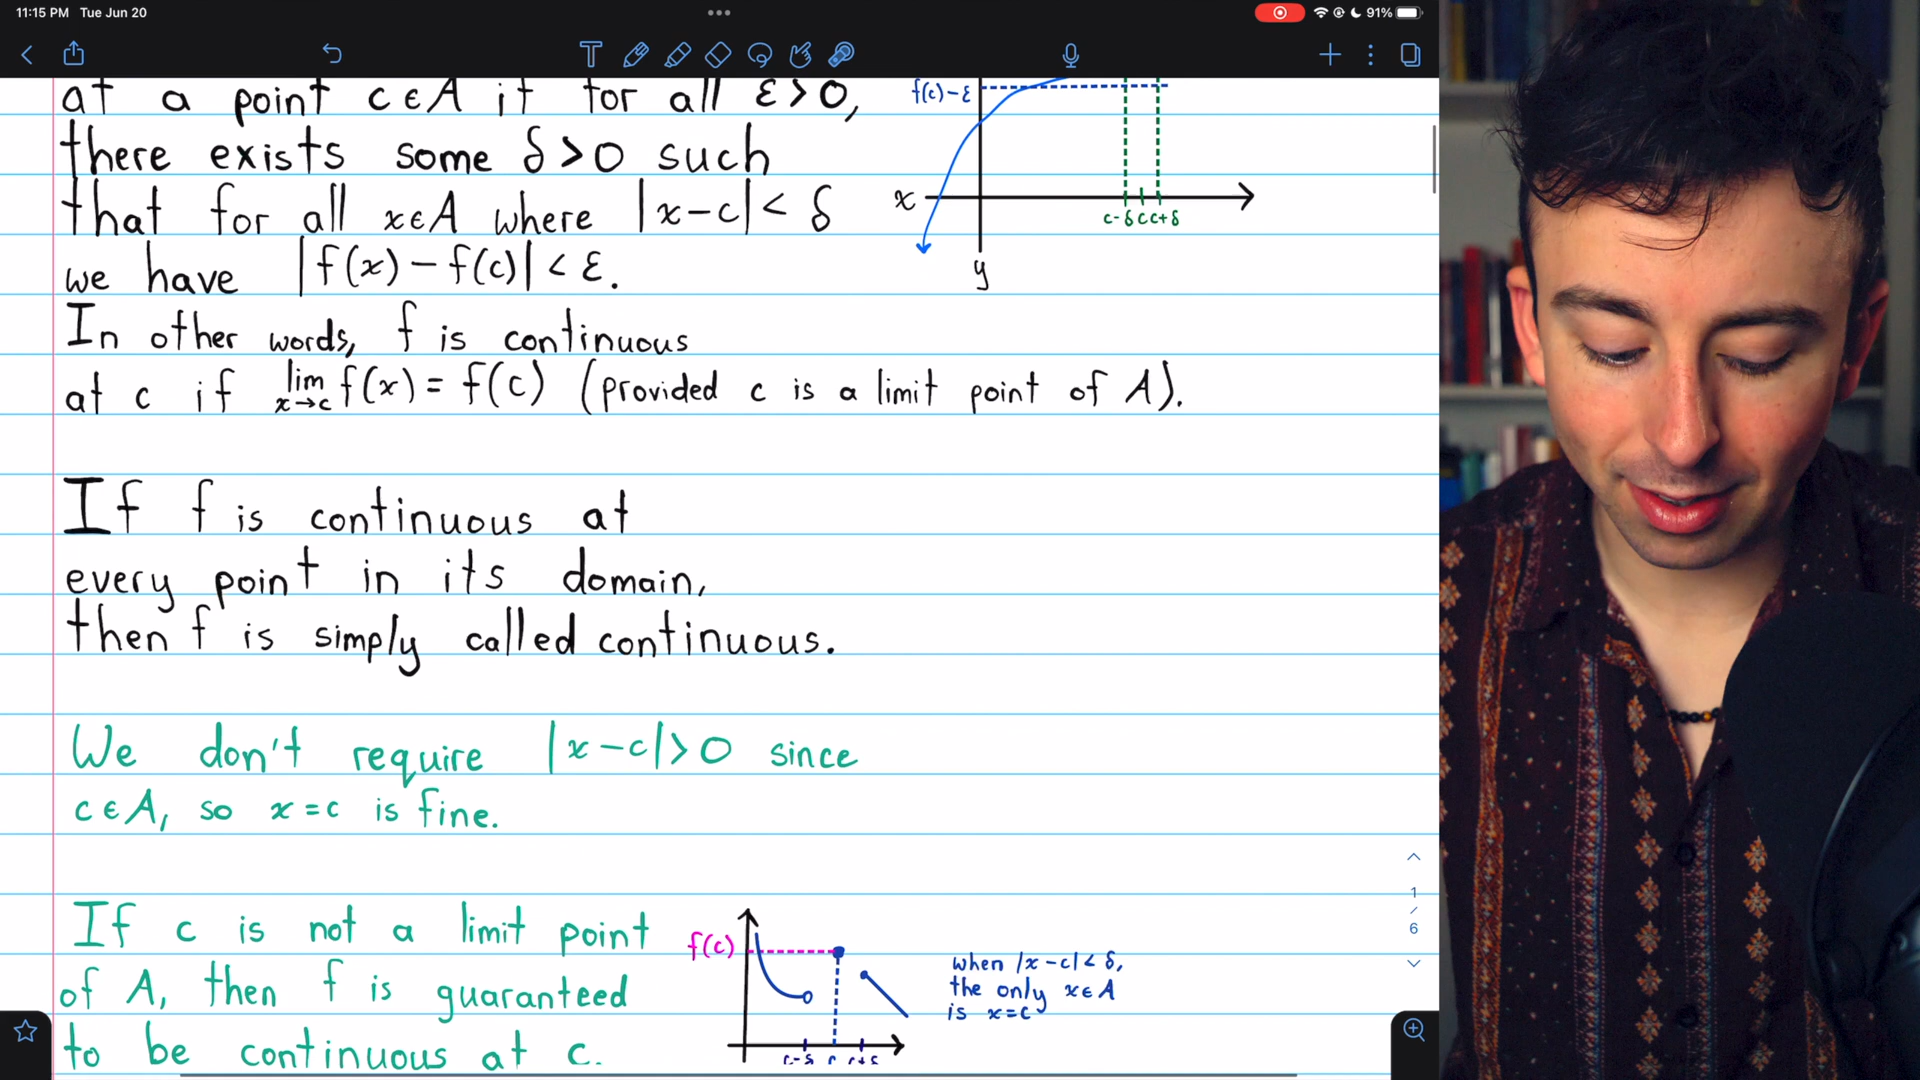 11:15 PM Tue Jun 20
91%
at a point c∈A if for all ε>0,
there exists some δ>0 such
that for all x∈A where |x-c|<δ
we have |f(x)-f(c)|<ε.
In other words, f is continuous
at c if lim x→c f(x)=f(c) (provided c is a limit point of A).
f(c)-ε
x
c-δ c c+δ
y
If f is continuous at
every point in its domain,
then f is simply called continuous.
We don't require |x-c|>0 since
c∈A, so x=c is fine.
If c is not a limit point
of A, then f is guaranteed
to be continuous at c.
f(c)
c-δ c c+δ
when |x-c|<δ,
the only x∈A
is x=c
1
/
6